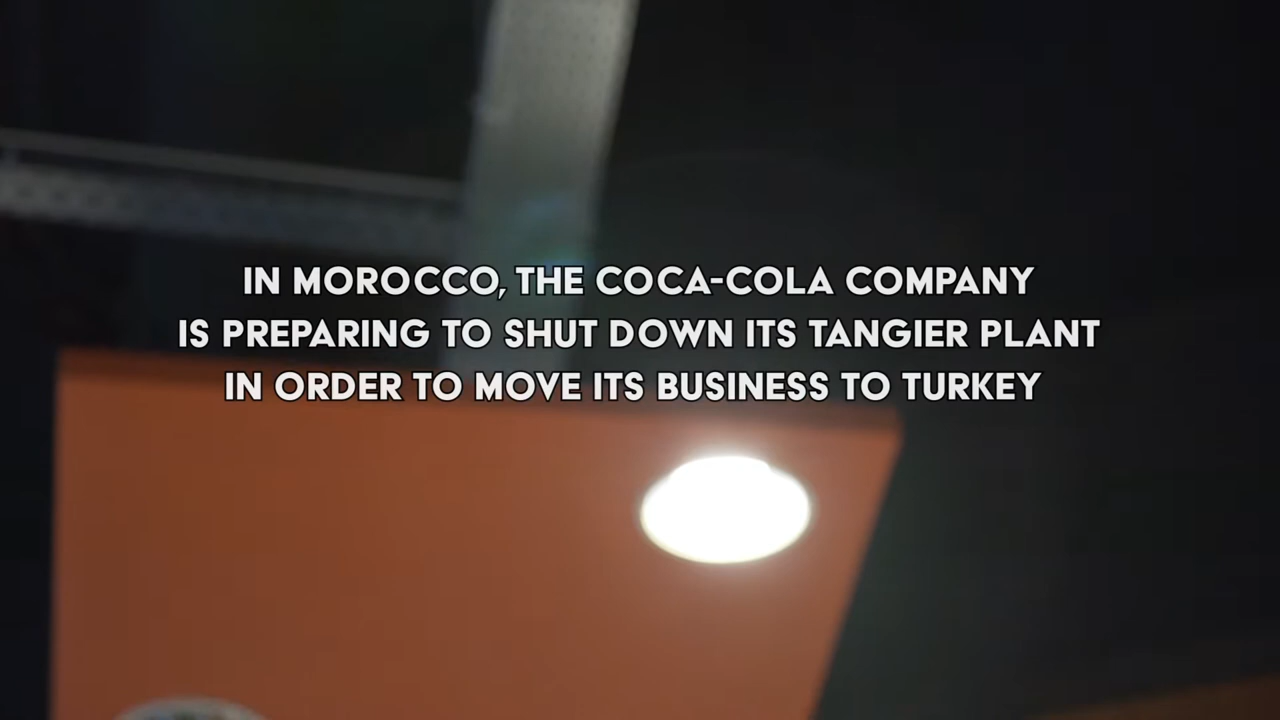 IN MOROCCO, THE COCA-COLA COMPANY
IS PREPARING TO SHUT DOWN ITS TANGIER PLANT
IN ORDER TO MOVE ITS BUSINESS TO TURKEY